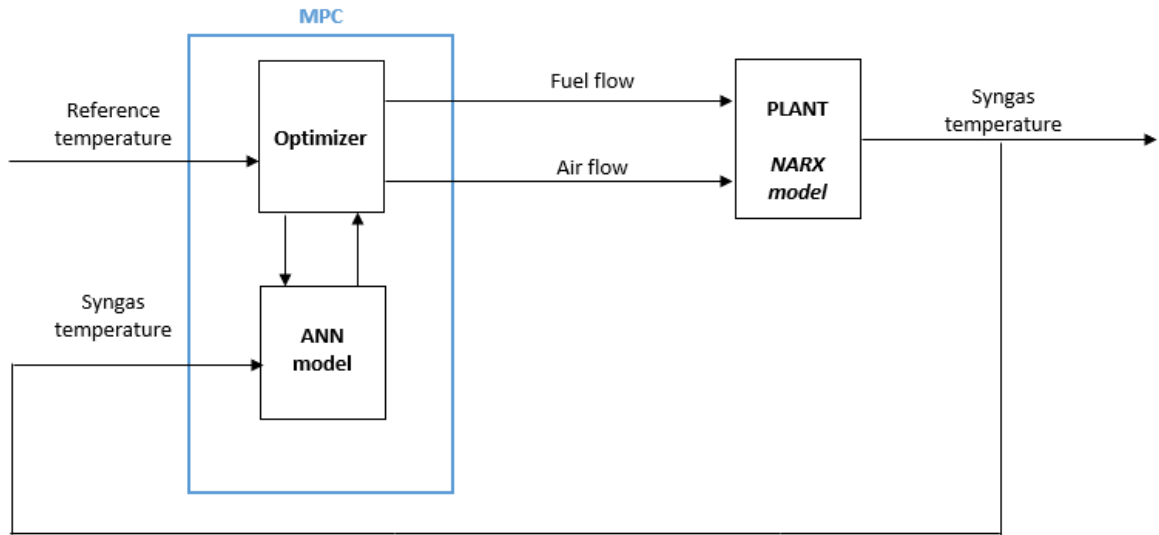 MPC
Reference
temperature
Optimizer
Fuel flow
Air flow
PLANT
NARX
model
Syngas
temperature
Syngas
temperature
ANN
model